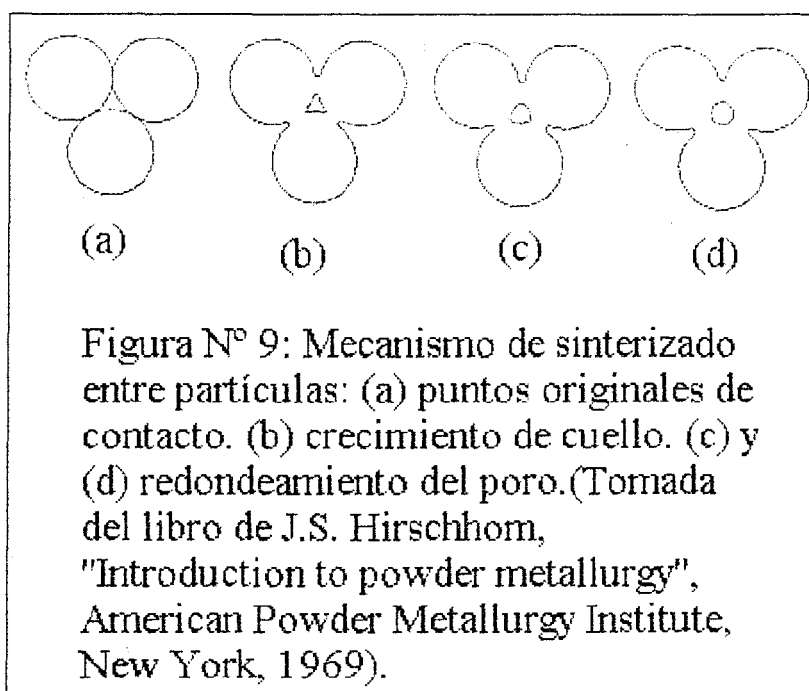 (a) (b) (c) (d)
Figura Nº 9: Mecanismo de sinterizado
entre partículas: (a) puntos originales de
contacto. (b) crecimiento de cuello. (c) y
(d) redondeamiento del poro.(Tomada
del libro de J.S. Hirschhom,
"Introduction to powder metallurgy",
American Powder Metallurgy Institute,
New York, 1969).